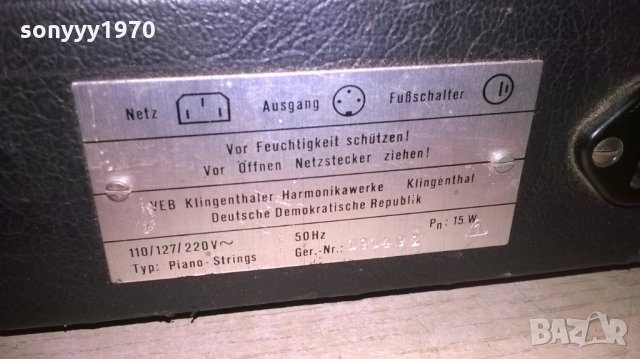 sonyyy1970
Netz Ausgang Fußschalter
Vor Feuchtigkeit schützen!
Vor Öffnen Netzstecker ziehen!
VEB Klingenthaler Harmonikawerke Klingenthal
Deutsche Demokratische Republik
110/127/220V~ 50Hz Pn: 15 W
Typ: Piano-Strings Ger.-Nr.:
BAZAR